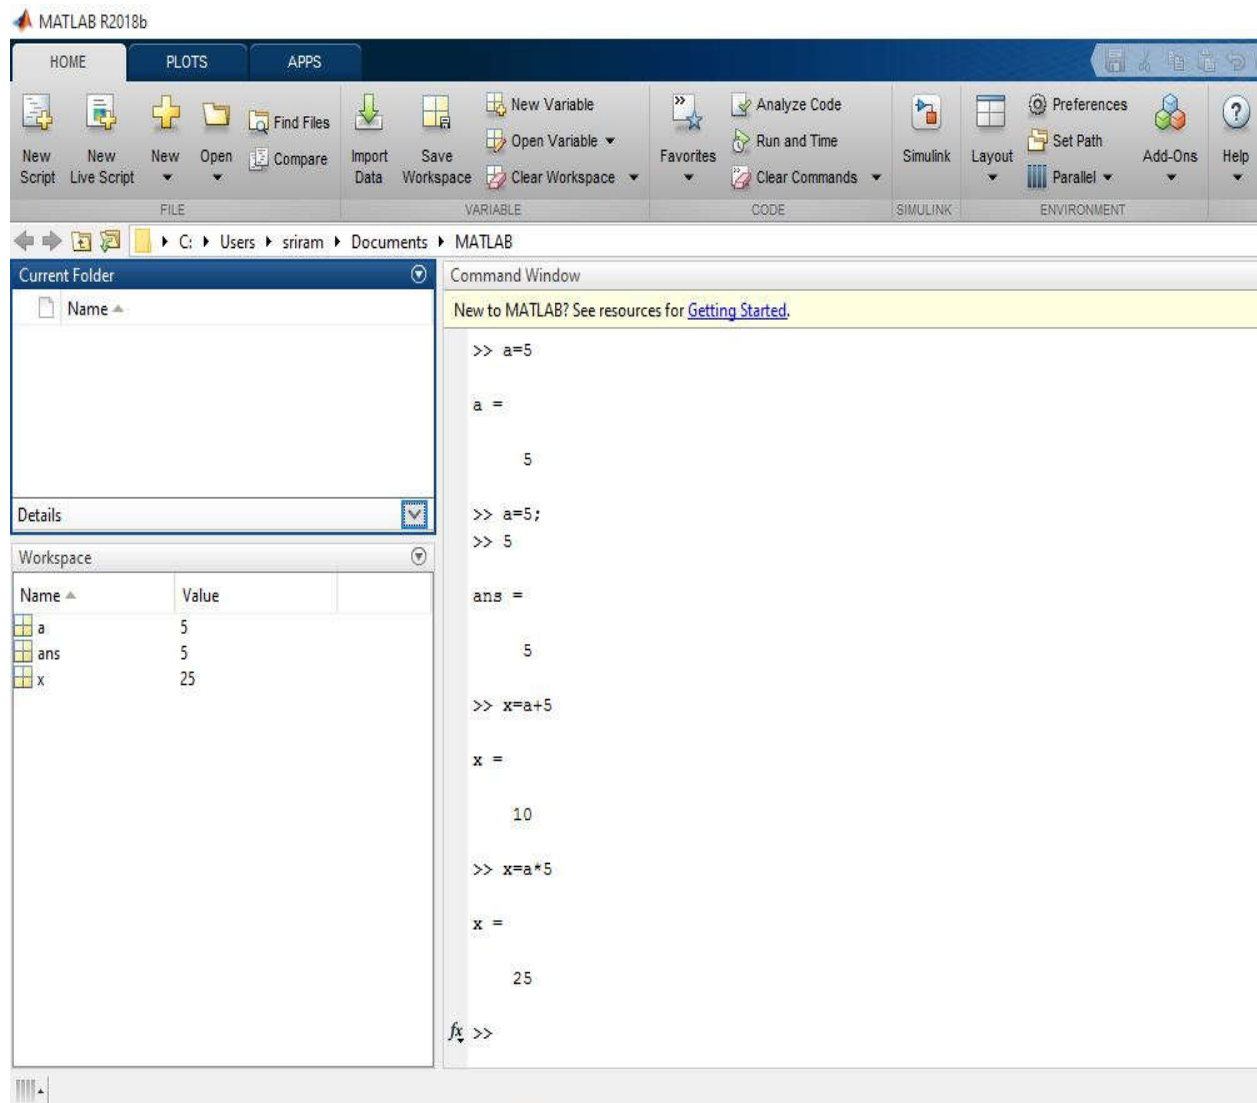 MATLAB R2018b
HOME PLOTS APPS
New Script
New Live Script
New
Open
Find Files
Compare
Import Data
Save Workspace
New Variable
Open Variable
Clear Workspace
Favorites
Analyze Code
Run and Time
Clear Commands
Simulink
Layout
Preferences
Set Path
Parallel
Add-Ons
Help
FILE VARIABLE CODE SIMULINK ENVIRONMENT
C: Users sriram Documents MATLAB
Current Folder
Name
Details
Workspace
Name Value
a 5
ans 5
x 25
Command Window
New to MATLAB? See resources for Getting Started.
>> a=5
a =
5
>> a=5;
>> 5
ans =
5
>> x=a+5
x =
10
>> x=a*5
x =
25
fx >>